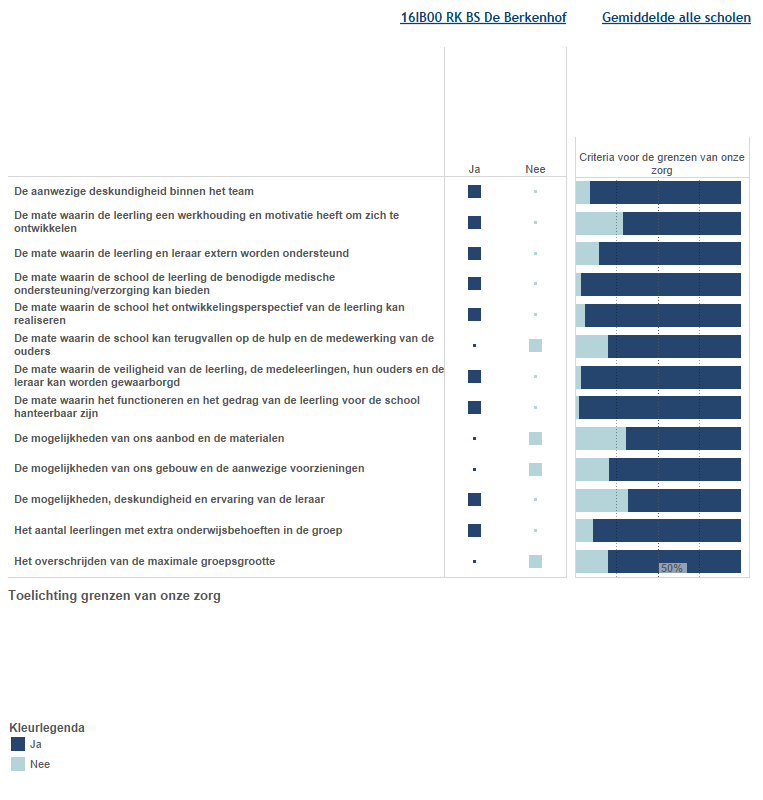 16IB00 RK BS De Berkenhof
Gemiddelde alle scholen
Ja
Nee
Criteria voor de grenzen van onze
zorg
De aanwezige deskundigheid binnen het team
De mate waarin de leerling een werkhouding en motivatie heeft om zich te
ontwikkelen
De mate waarin de leerling en leraar extern worden ondersteund
De mate waarin de school de leerling de benodigde medische
ondersteuning/verzorging kan bieden
De mate waarin de school het ontwikkelingsperspectief van de leerling kan
realiseren
De mate waarin de school kan terugvallen op de hulp en de medewerking van de
ouders
De mate waarin de veiligheid van de leerling, de medeleerlingen, hun ouders en de
leraar kan worden gewaarborgd
De mate waarin het functioneren en het gedrag van de leerling voor de school
hanteerbaar zijn
De mogelijkheden van ons aanbod en de materialen
De mogelijkheden van ons gebouw en de aanwezige voorzieningen
De mogelijkheden, deskundigheid en ervaring van de leraar
Het aantal leerlingen met extra onderwijsbehoeften in de groep
Het overschrijden van de maximale groepsgrootte
50%
Toelichting grenzen van onze zorg
Kleurlegenda
Ja
Nee